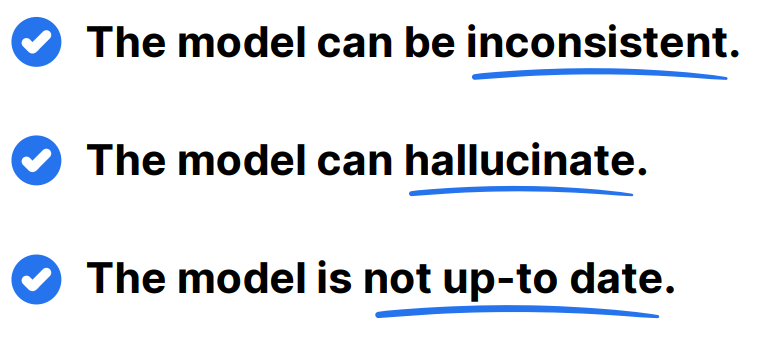 The model can be inconsistent.
The model can hallucinate.
The model is not up-to date.